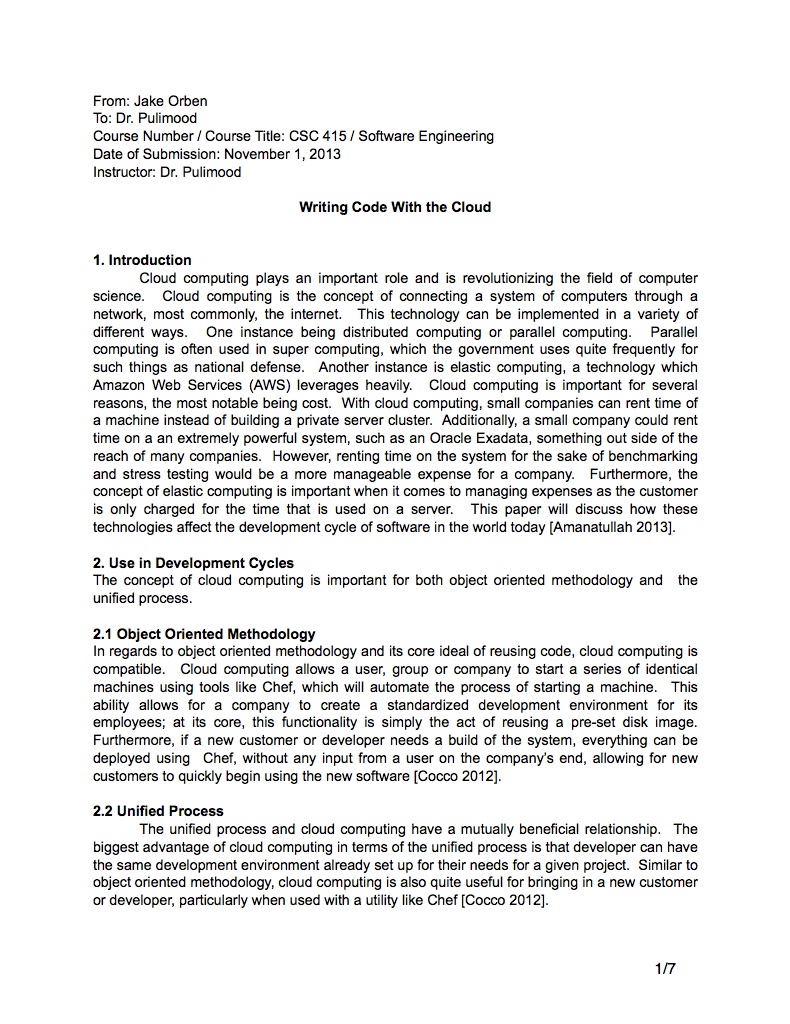 From: Jake Orben
To: Dr. Pulimood
Course Number / Course Title: CSC 415 / Software Engineering
Date of Submission: November 1, 2013
Instructor: Dr. Pulimood
Writing Code With the Cloud
1. Introduction
Cloud computing plays an important role and is revolutionizing the field of computer
science. Cloud computing is the concept of connecting a system of computers through a
network, most commonly, the internet. This technology can be implemented in a variety of
different ways. One instance being distributed computing or parallel computing. Parallel
computing is often used in super computing, which the government uses quite frequently for
such things as national defense. Another instance is elastic computing, a technology which
Amazon Web Services (AWS) leverages heavily. Cloud computing is important for several
reasons, the most notable being cost. With cloud computing, small companies can rent time of
a machine instead of building a private server cluster. Additionally, a small company could rent
time on a an extremely powerful system, such as an Oracle Exadata, something out side of the
reach of many companies. However, renting time on the system for the sake of benchmarking
and stress testing would be a more manageable expense for a company. Furthermore, the
concept of elastic computing is important when it comes to managing expenses as the customer
is only charged for the time that is used on a server. This paper will discuss how these
technologies affect the development cycle of software in the world today [Amanatullah 2013].
2. Use in Development Cycles
The concept of cloud computing is important for both object oriented methodology and the
unified process.
2.1 Object Oriented Methodology
In regards to object oriented methodology and its core ideal of reusing code, cloud computing is
compatible. Cloud computing allows a user, group or company to start a series of identical
machines using tools like Chef, which will automate the process of starting a machine. This
ability allows for a company to create a standardized development environment for its
employees; at its core, this functionality is simply the act of reusing a pre-set disk image.
Furthermore, if a new customer or developer needs a build of the system, everything can be
deployed using Chef, without any input from a user on the company's end, allowing for new
customers to quickly begin using the new software [Cocco 2012].
2.2 Unified Process
The unified process and cloud computing have a mutually beneficial relationship. The
biggest advantage of cloud computing in terms of the unified process is that developer can have
the same development environment already set up for their needs for a given project. Similar to
object oriented methodology, cloud computing is also quite useful for bringing in a new customer
or developer, particularly when used with a utility like Chef [Cocco 2012].
1/7